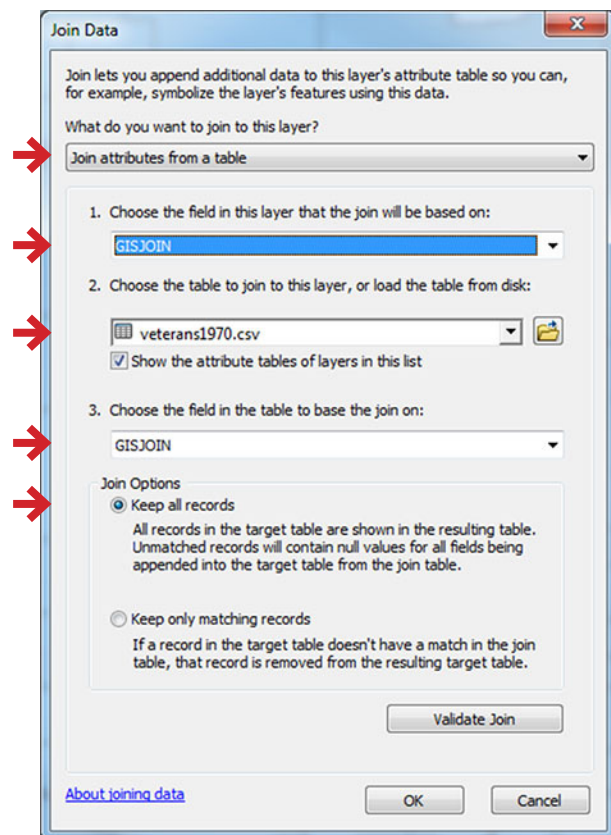 Join Data
Join lets you append additional data to this layer's attribute table so you can,
for example, symbolize the layer's features using this data.
What do you want to join to this layer?
Join attributes from a table
1. Choose the field in this layer that the join will be based on:
GISJOIN
2. Choose the table to join to this layer, or load the table from disk:
veterans1970.csv
Show the attribute tables of layers in this list
3. Choose the field in the table to base the join on:
GISJOIN
Join Options
Keep all records
All records in the target table are shown in the resulting table.
Unmatched records will contain null values for all fields being
appended into the target table from the join table.
Keep only matching records
If a record in the target table doesn't have a match in the join
table, that record is removed from the resulting target table.
Validate Join
About joining data
OK
Cancel